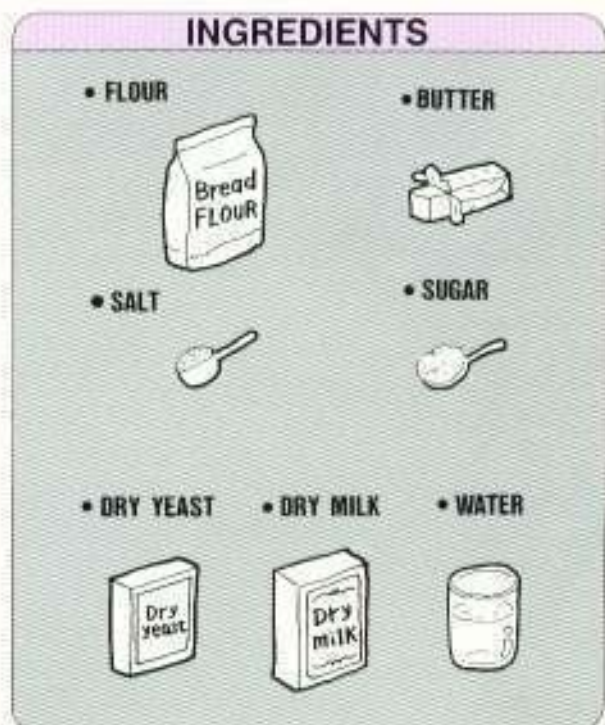 INGREDIENTS
• FLOUR
• BUTTER
Bread
FLOUR
• SALT
• SUGAR
• DRY YEAST
• DRY MILK
• WATER
Dry
yeast
Dry
milk